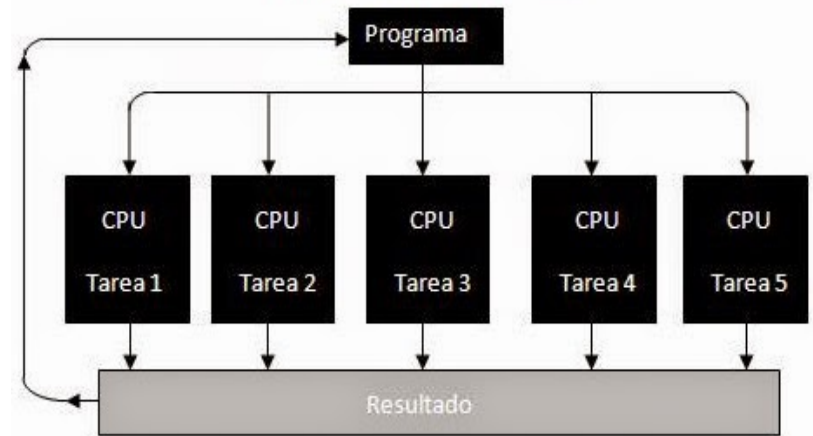 Programa
CPU
Tarea 1
CPU
Tarea 2
CPU
Tarea 3
CPU
Tarea 4
CPU
Tarea 5
Resultado